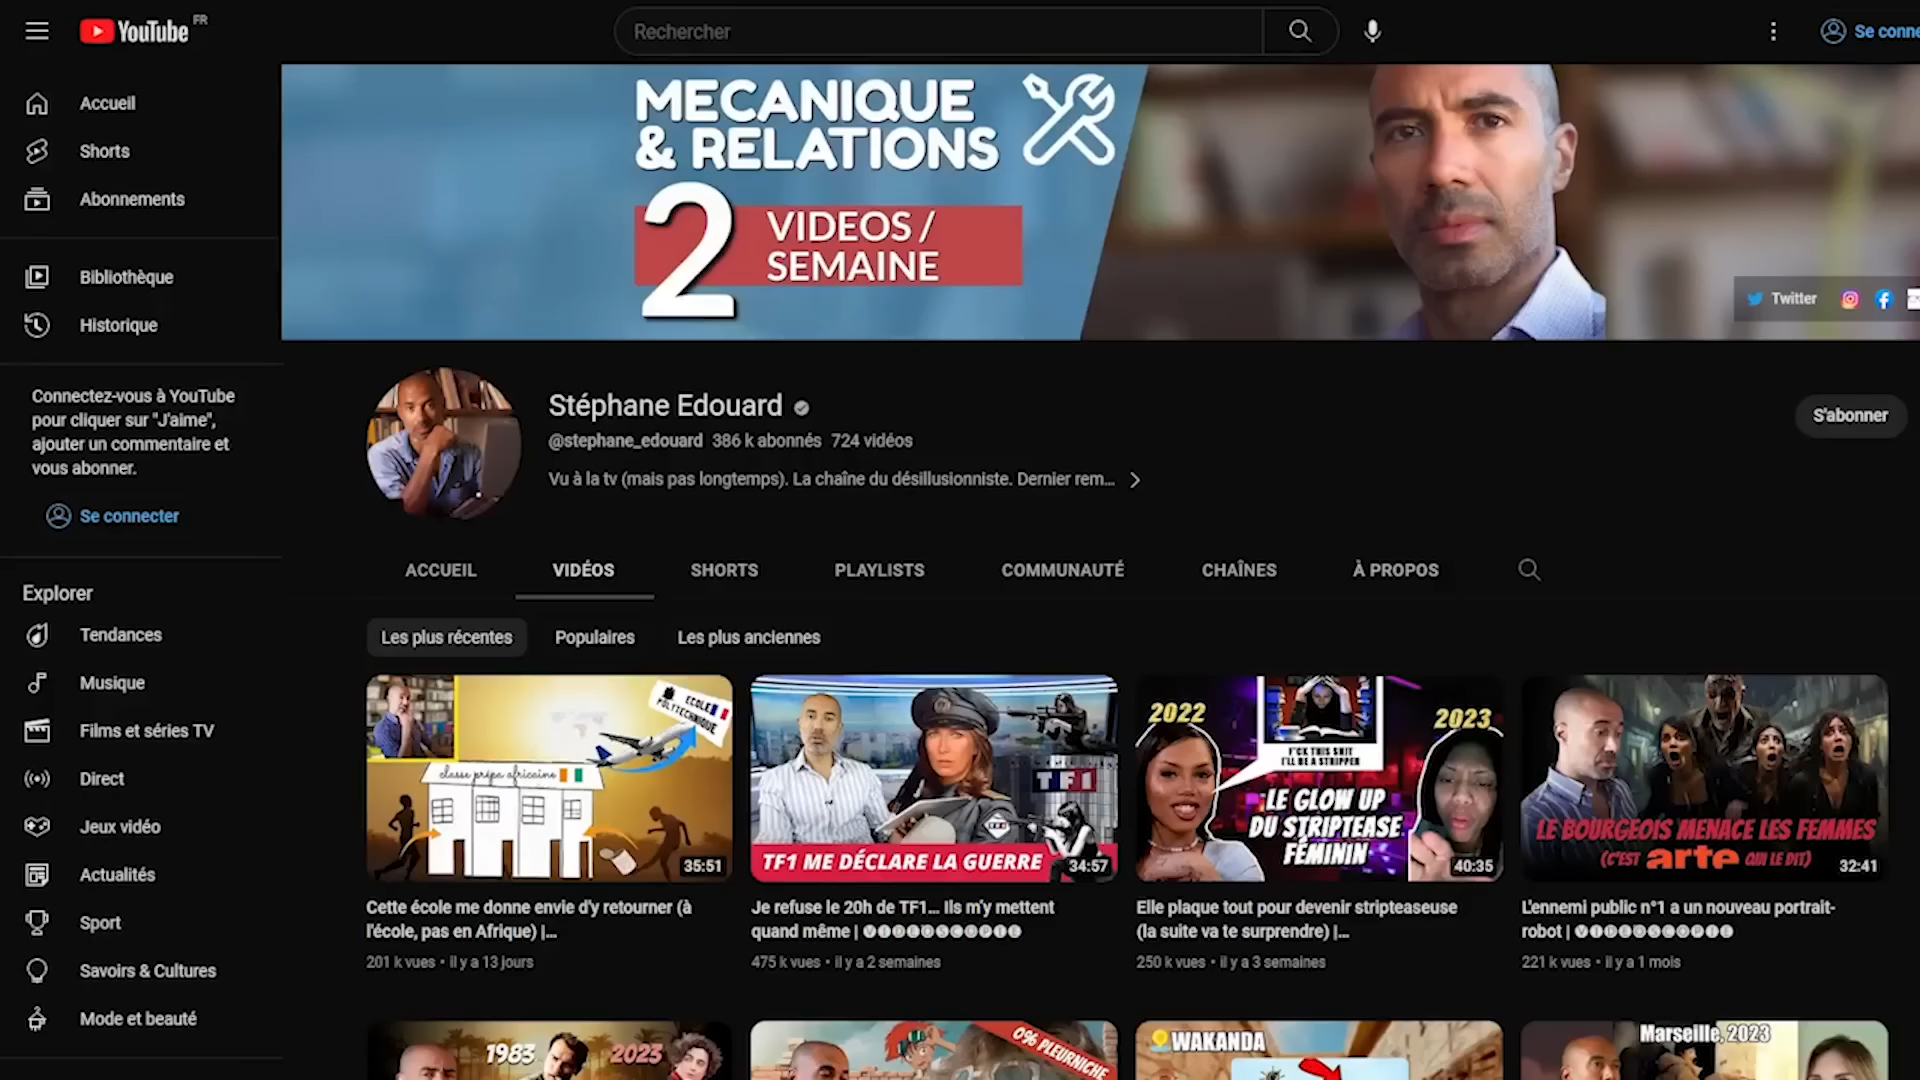 YouTube FR
Rechercher
Se conne
Accueil
Shorts
Abonnements
Bibliothèque
Historique
Connectez-vous à YouTube
pour cliquer sur "J'aime",
ajouter un commentaire et
vous abonner.
Se connecter
Explorer
Tendances
Musique
Films et séries TV
Direct
Jeux vidéo
Actualités
Sport
Savoirs & Cultures
Mode et beauté
MECANIQUE
& RELATIONS
2 VIDEOS /
SEMAINE
Twitter
Stéphane Edouard
@stephane_edouard 386 k abonnés 724 vidéos
Vu à la tv (mais pas longtemps). La chaîne du désillusionniste. Dernier rem...
S'abonner
ACCUEIL VIDÉOS SHORTS PLAYLISTS COMMUNAUTÉ CHAÎNES À PROPOS
Les plus récentes Populaires Les plus anciennes
ECOLE
POLYTECHNIQUE
classe prépa africaine
35:51
Cette école me donne envie d'y retourner (à
l'école, pas en Afrique) |...
201 k vues • il y a 13 jours
TF1
TF1 ME DÉCLARE LA GUERRE
34:57
Je refuse le 20h de TF1... Ils m'y mettent
quand même | ⓋⒾⒹⒺⓄⓈⒸⓄⓅⒾⒺ
475 k vues • il y a 2 semaines
2022
2023
F*CK THIS SHIT
I'LL BE A STRIPPER
LE GLOW UP
DU STRIPTEASE
FÉMININ
40:35
Elle plaque tout pour devenir stripteaseuse
(la suite va te surprendre) |...
250 k vues • il y a 3 semaines
LE BOURGEOIS MENACE LES FEMMES
(C'EST arte QUI LE DIT)
32:41
L'ennemi public n°1 a un nouveau portrait-
robot | ⓋⒾⒹⒺⓄⓈⒸⓄⓅⒾⒺ
221 k vues • il y a 1 mois
1983 2023
0% PLEURNICHE
WAKANDA
Marseille, 2023